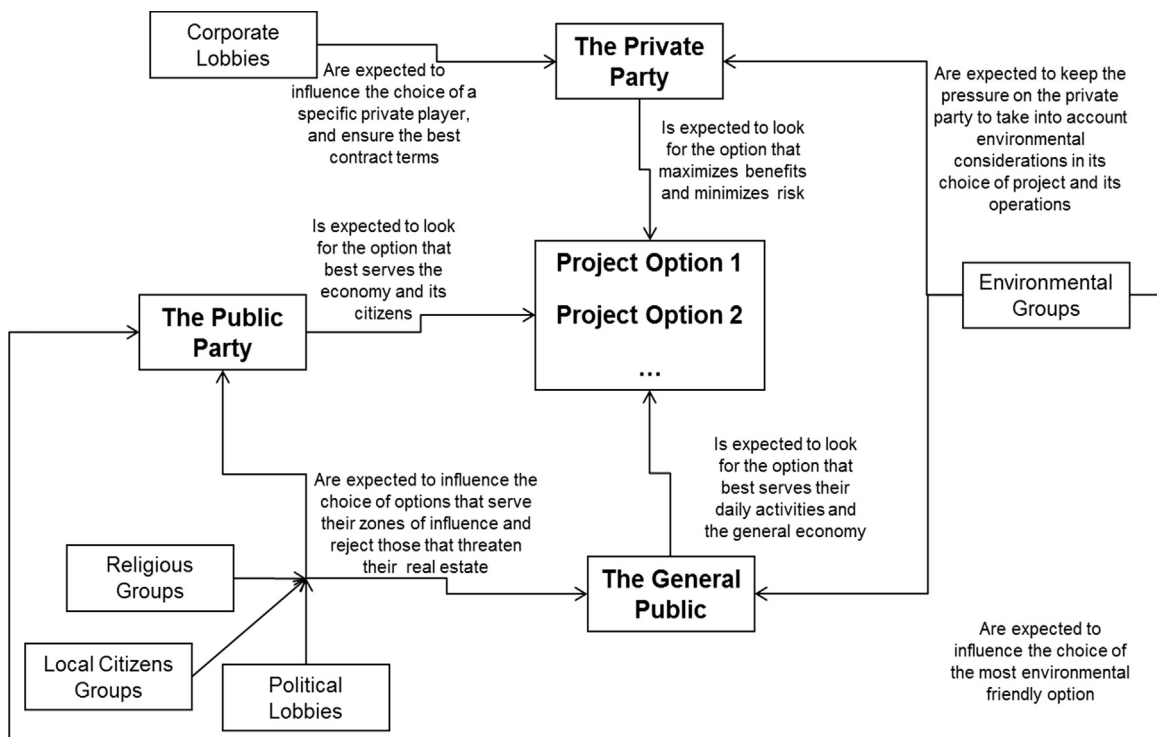 Corporate
Lobbies
The Private
Party
Are expected to
influence the choice of a
specific private player,
and ensure the best
contract terms
Is expected to look
for the option that
maximizes benefits
and minimizes risk
Are expected to keep the
pressure on the private
party to take into account
environmental
considerations in its
choice of project and its
operations
Is expected to look
for the option that
best serves the
economy and its
citizens
Project Option 1
Project Option 2
...
Environmental
Groups
The Public
Party
Are expected to influence the
choice of options that serve
their zones of influence and
reject those that threaten
their real estate
Is expected to look
for the option that
best serves their
daily activities and
the general economy
Religious
Groups
The General
Public
Local Citizens
Groups
Political
Lobbies
Are expected to
influence the choice of
the most environmental
friendly option